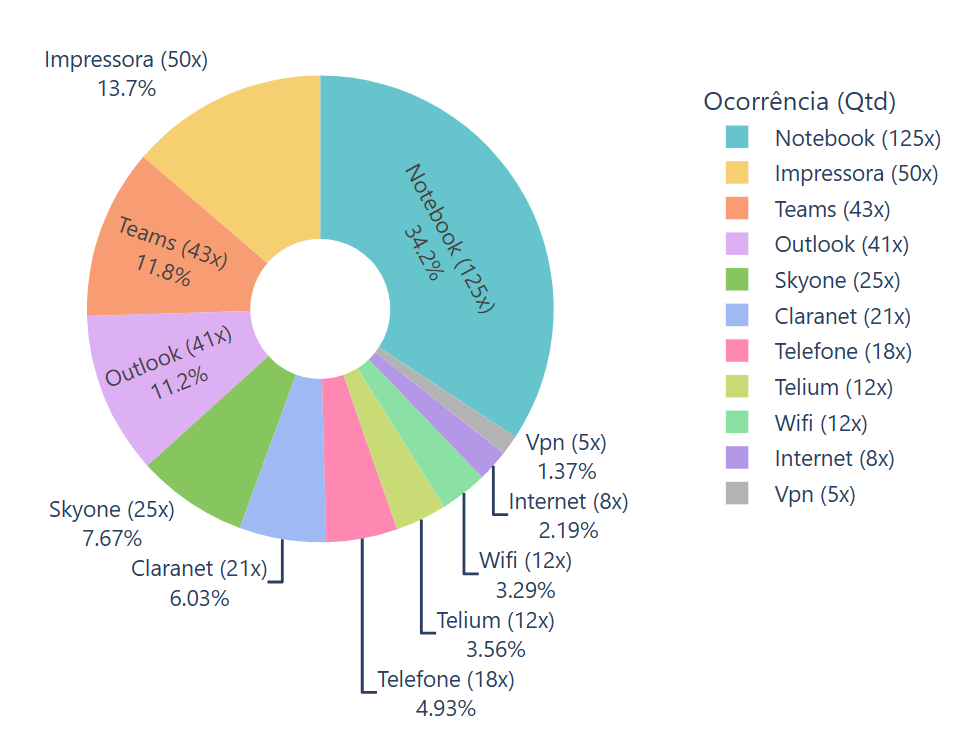 Impressora (50x)
13.7%
Notebook (125x)
34.2%
Teams (43x)
11.8%
Outlook (41x)
11.2%
Skyone (25x)
7.67%
Claranet (21x)
6.03%
Telefone (18x)
4.93%
Telium (12x)
3.56%
Wifi (12x)
3.29%
Internet (8x)
2.19%
Vpn (5x)
1.37%
Ocorrência (Qtd)
Notebook (125x)
Impressora (50x)
Teams (43x)
Outlook (41x)
Skyone (25x)
Claranet (21x)
Telefone (18x)
Telium (12x)
Wifi (12x)
Internet (8x)
Vpn (5x)